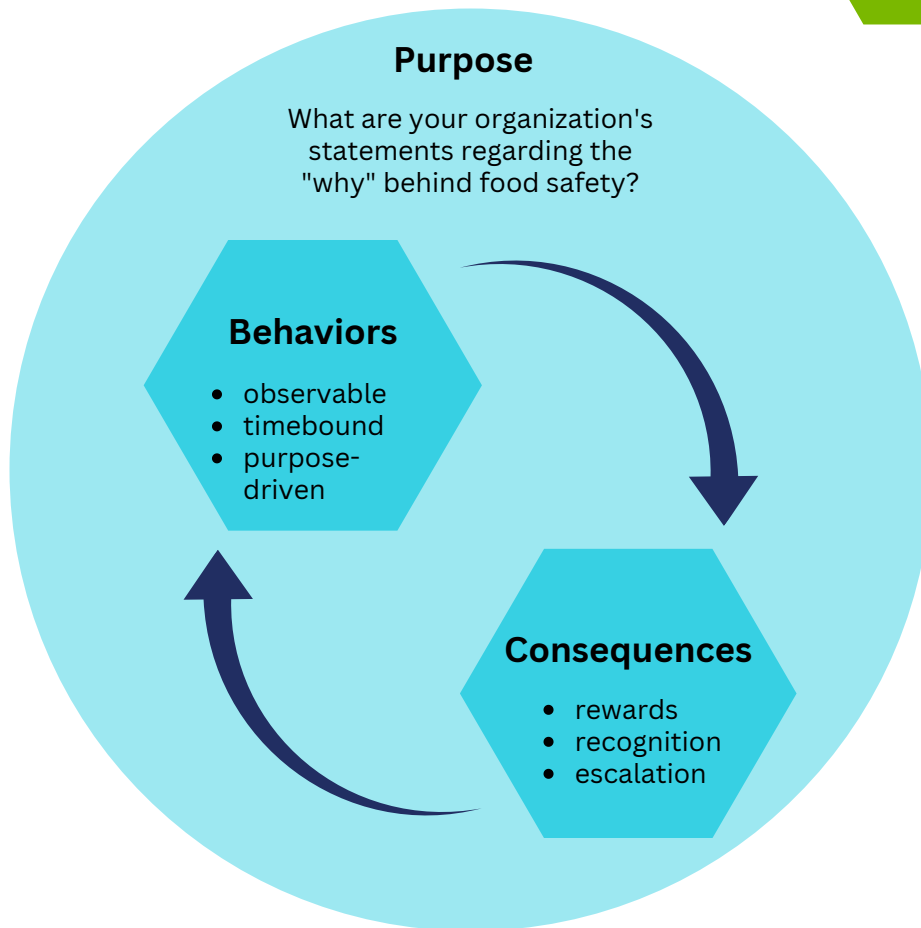 Purpose
What are your organization's
statements regarding the
"why" behind food safety?
Behaviors
• observable
• timebound
• purpose-
driven
Consequences
• rewards
• recognition
• escalation